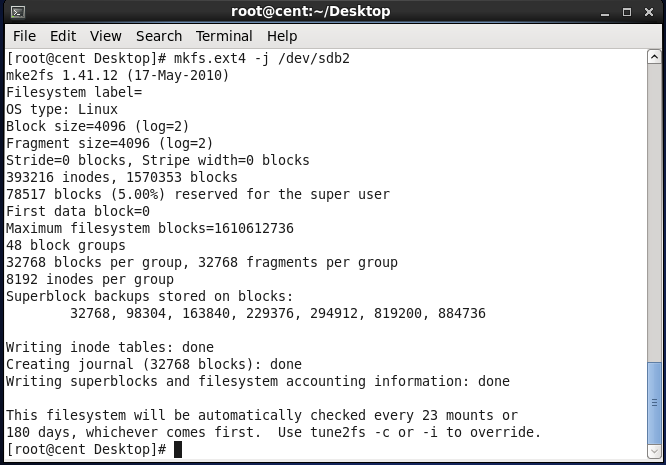 root@cent:~/Desktop
File Edit View Search Terminal Help
[root@cent Desktop]# mkfs.ext4 -j /dev/sdb2
mke2fs 1.41.12 (17-May-2010)
Filesystem label=
OS type: Linux
Block size=4096 (log=2)
Fragment size=4096 (log=2)
Stride=0 blocks, Stripe width=0 blocks
393216 inodes, 1570353 blocks
78517 blocks (5.00%) reserved for the super user
First data block=0
Maximum filesystem blocks=1610612736
48 block groups
32768 blocks per group, 32768 fragments per group
8192 inodes per group
Superblock backups stored on blocks:
        32768, 98304, 163840, 229376, 294912, 819200, 884736

Writing inode tables: done
Creating journal (32768 blocks): done
Writing superblocks and filesystem accounting information: done

This filesystem will be automatically checked every 23 mounts or
180 days, whichever comes first.  Use tune2fs -c or -i to override.
[root@cent Desktop]#